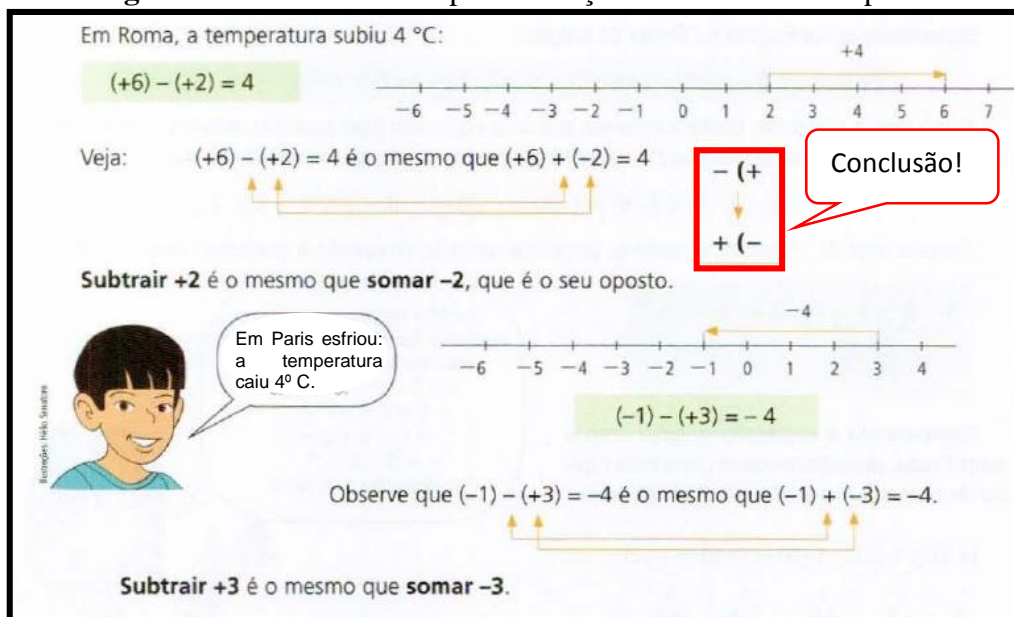 Em Roma, a temperatura subiu 4 °C:
+4
(+6) – (+2) = 4
–6 –5 –4 –3 –2 –1 0 1 2 3 4 5 6 7
Veja: (+6) – (+2) = 4 é o mesmo que (+6) + (–2) = 4
– (+
+ (–
Conclusão!
Subtrair +2 é o mesmo que somar –2, que é o seu oposto.
Em Paris esfriou:
a temperatura
caiu 4º C.
–4
–6 –5 –4 –3 –2 –1 0 1 2 3 4
(–1) – (+3) = – 4
Ilustrações: Hélio Senatore
Observe que (–1) – (+3) = –4 é o mesmo que (–1) + (–3) = –4.
Subtrair +3 é o mesmo que somar –3.